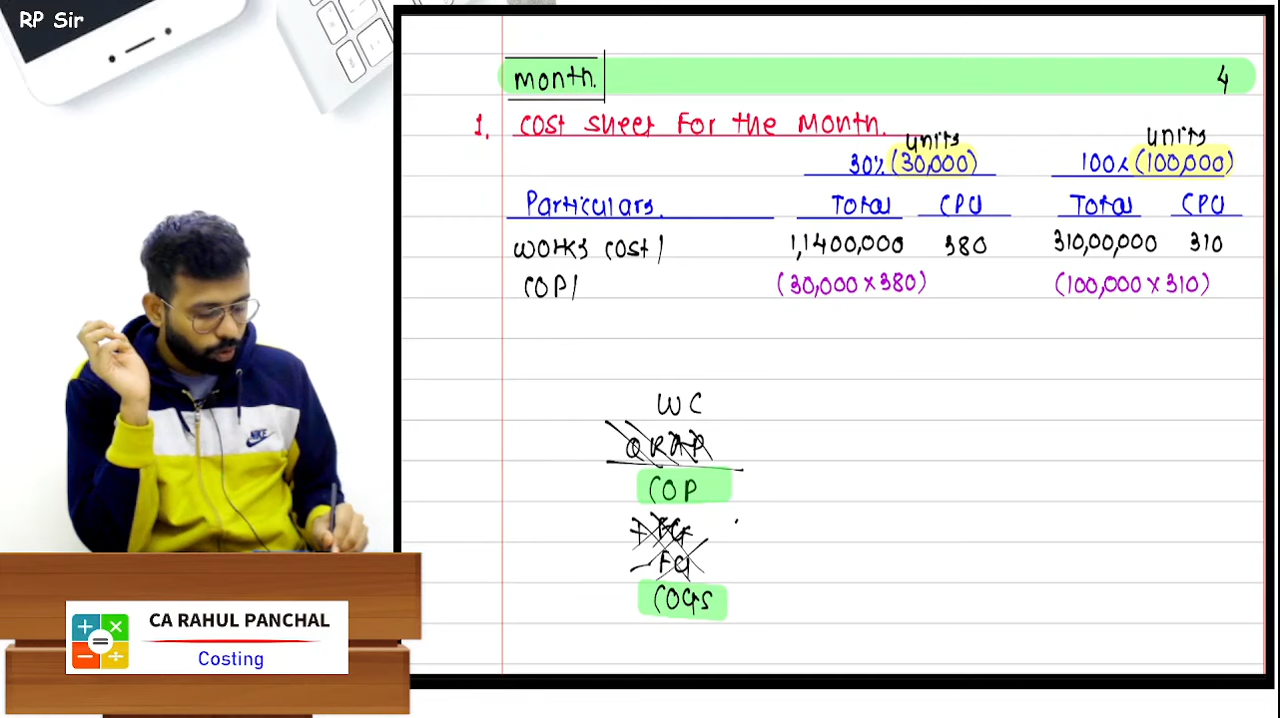 RP Sir
month.
4
1. Cost sheet For the Month.
units units
30% (30,000) 100% (100,000)
Particulars. Total CPU Total CPU
Works cost/ 1,1400,000 380 310,00,000 310
COP/ (30,000 × 380) (100,000 × 310)
WC
COP
+ FG
- FG
COGS
NIKE
CA RAHUL PANCHAL
Costing